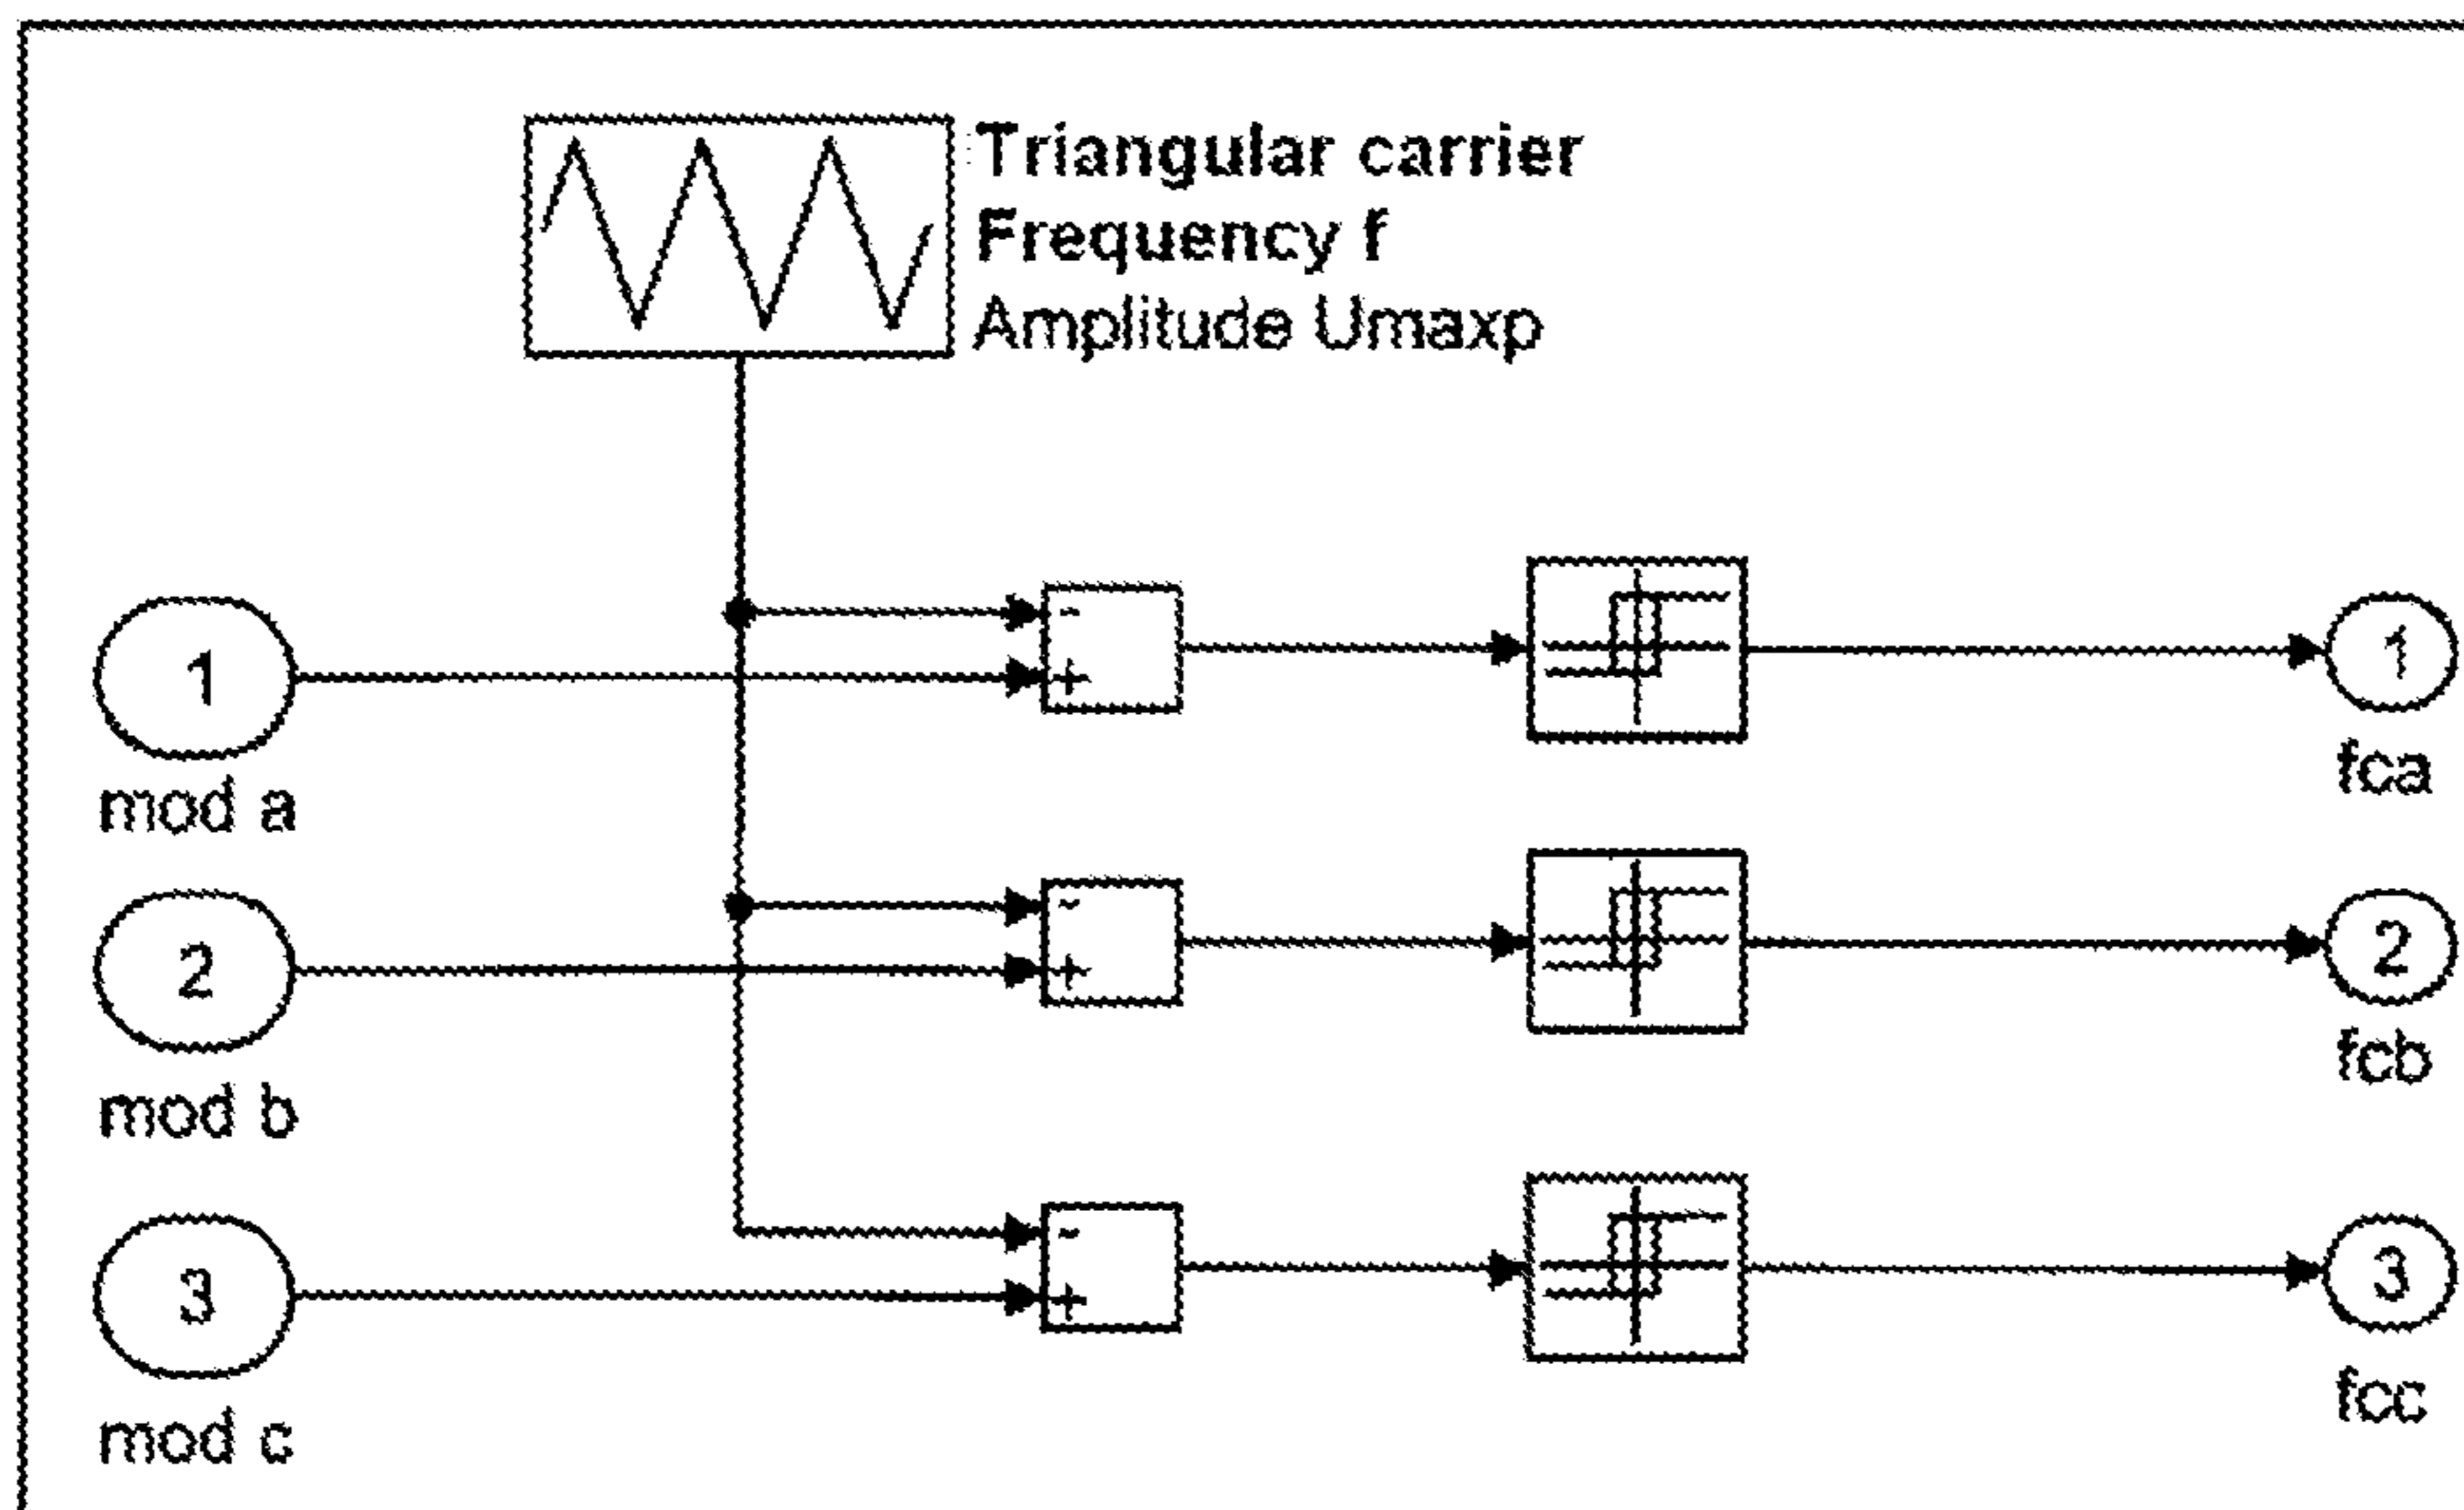 Triangular carrier
Frequency f
Amplitude Umaxp
-
+
1
1
mod a
fca
-
+
2
2
mod b
fcb
-
+
3
3
mod c
fcc